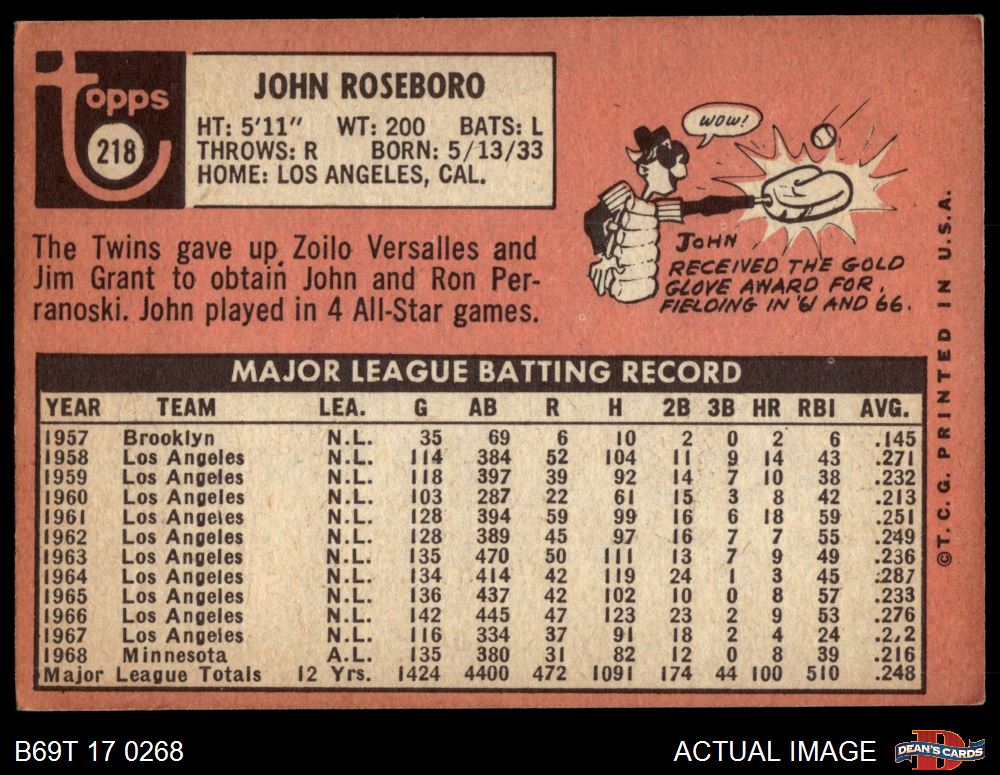 topps
218
JOHN ROSEBORO
HT: 5'11" WT: 200 BATS: L
THROWS: R BORN: 5/13/33
HOME: LOS ANGELES, CAL.
The Twins gave up Zoilo Versalles and
Jim Grant to obtain John and Ron Per-
ranoski. John played in 4 All-Star games.
WOW!
JOHN
RECEIVED THE GOLD
GLOVE AWARD FOR
FIELDING IN '61 AND 66.
MAJOR LEAGUE BATTING RECORD
YEAR TEAM LEA. G AB R H 2B 3B HR RBI AVG.
1957 Brooklyn N.L. 35 69 6 10 2 0 2 6 .145
1958 Los Angeles N.L. 114 384 52 104 11 9 14 43 .271
1959 Los Angeles N.L. 118 397 39 92 14 7 10 38 .232
1960 Los Angeles N.L. 103 287 22 61 15 3 8 42 .213
1961 Los Angeles N.L. 128 394 59 99 16 6 18 59 .251
1962 Los Angeles N.L. 128 389 45 97 16 7 7 55 .249
1963 Los Angeles N.L. 135 470 50 111 13 7 9 49 .236
1964 Los Angeles N.L. 134 414 42 119 24 1 3 45 .287
1965 Los Angeles N.L. 136 437 42 102 10 0 8 57 .233
1966 Los Angeles N.L. 142 445 47 123 23 2 9 53 .276
1967 Los Angeles N.L. 116 334 37 91 18 2 4 24
1968 Minnesota A.L. 135 380 31 82 12 0 8 39 .216
Major League Totals 12 Yrs. 1424 4400 472 1091 174 44 100 510 .248
©T.C.G. PRINTED IN U.S.A.
B69T 17 0268
ACTUAL IMAGE
DEAN'S CARDS